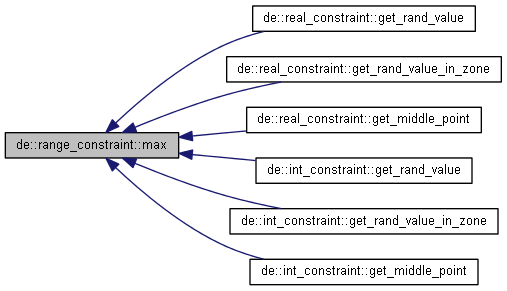 de::real_constraint::get_rand_value
de::real_constraint::get_rand_value_in_zone
de::real_constraint::get_middle_point
de::range_constraint::max
de::int_constraint::get_rand_value
de::int_constraint::get_rand_value_in_zone
de::int_constraint::get_middle_point